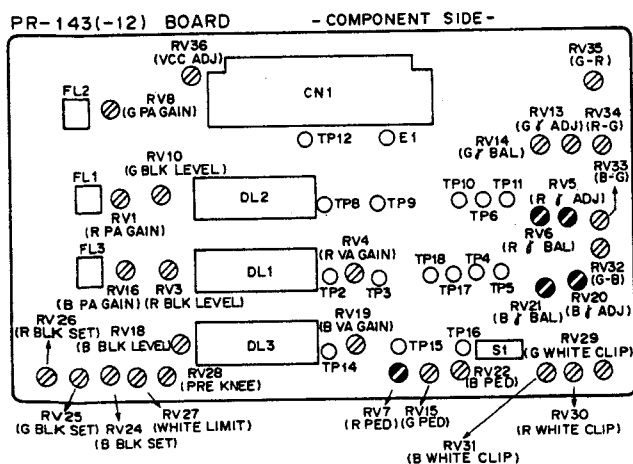 PR-143(-12) BOARD -COMPONENT SIDE-
RV36
(VCC ADJ)
RV35
(G-R)
FL2
RV8
(G PA GAIN)
CN1
RV13
(G γ ADJ)
RV34
(R-G)
RV14
(G γ BAL)
TP12
E1
RV33
(B-G)
RV10
(G BLK LEVEL)
FL1
RV1
(R PA GAIN)
DL2
TP8
TP9
TP10
TP6
TP11
RV5
(R γ ADJ)
RV6
(R γ BAL)
FL3
RV16
(B PA GAIN)
RV3
(R BLK LEVEL)
DL1
RV4
(R VA GAIN)
TP2
TP3
TP18
TP17
TP4
TP5
RV32
(G-B)
RV21
(B γ BAL)
RV20
(B γ ADJ)
RV26
(R BLK SET)
RV18
(B BLK LEVEL)
DL3
RV19
(B VA GAIN)
TP14
TP15
TP16
S1
RV29
(G WHITE CLIP)
RV28
(PRE KNEE)
RV22
(B PED)
RV25
(G BLK SET)
RV24
(B BLK SET)
RV27
(WHITE LIMIT)
RV7
(R PED)
RV15
(G PED)
RV31
(B WHITE CLIP)
RV30
(R WHITE CLIP)